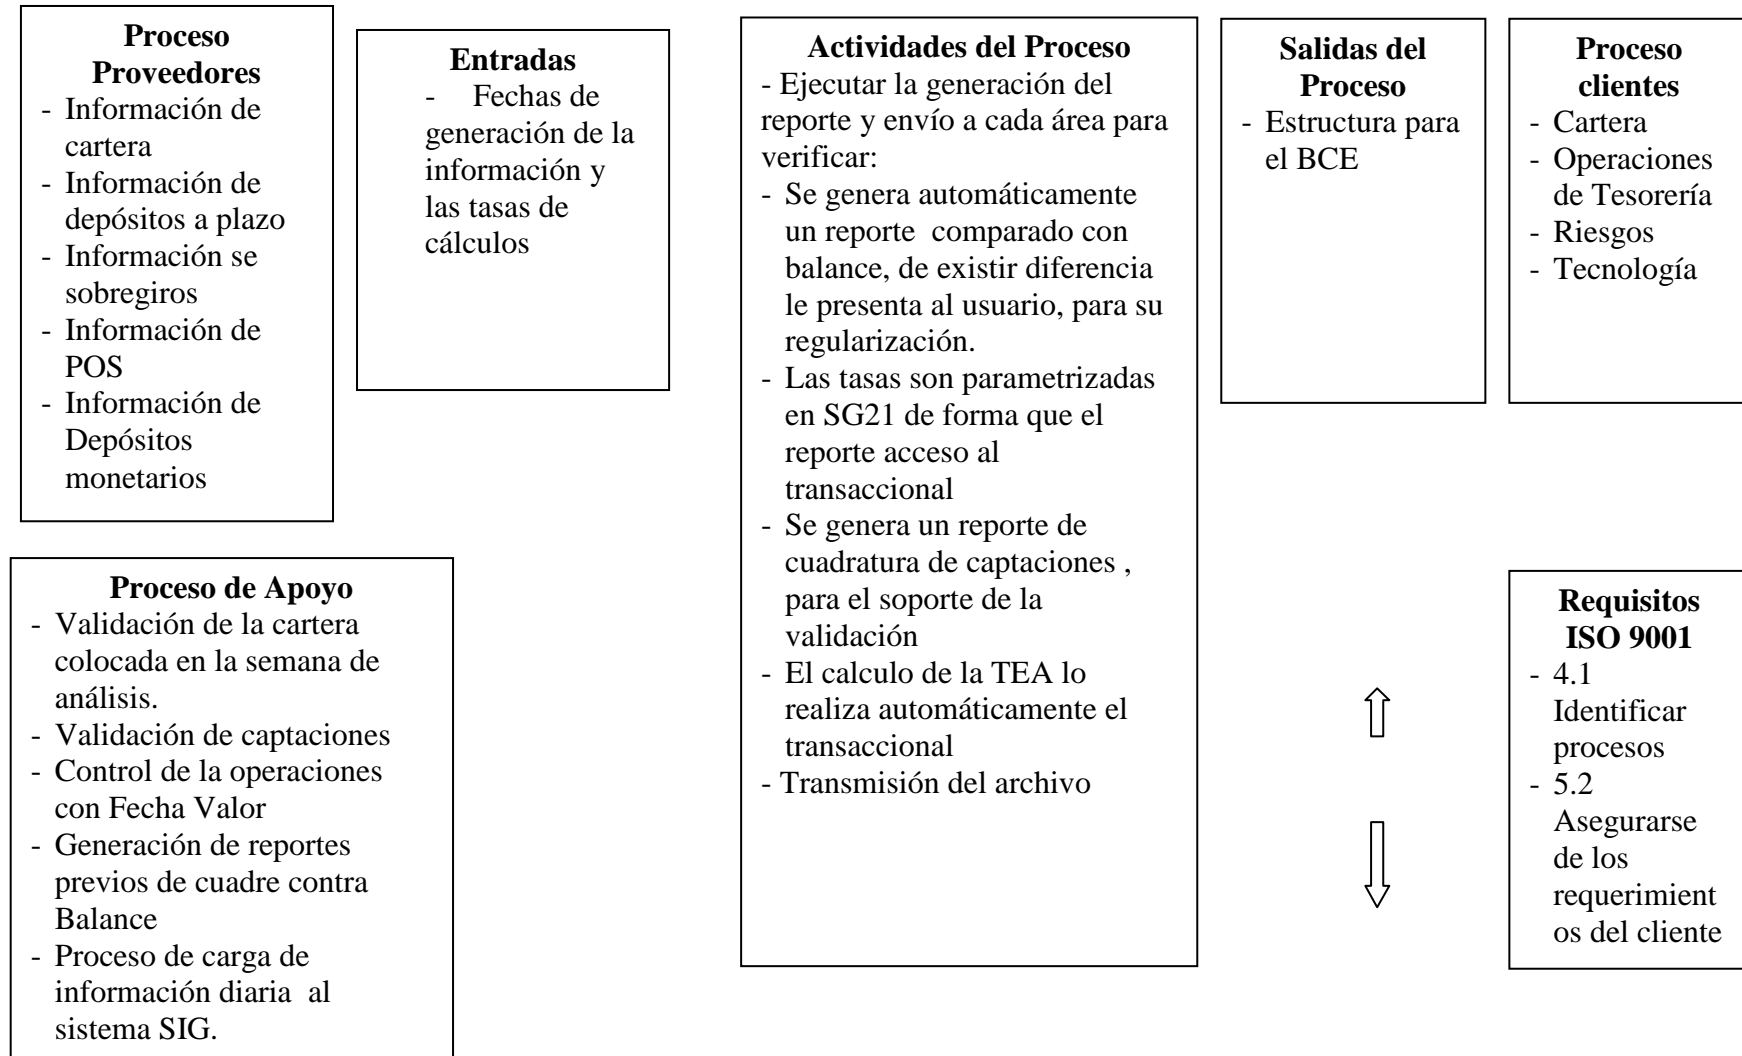 Proceso
Proveedores
- Información de
cartera
- Información de
depósitos a plazo
- Información se
sobregiros
- Información de
POS
- Información de
Depósitos
monetarios
Entradas
- Fechas de
generación de la
información y
las tasas de
cálculos
Actividades del Proceso
- Ejecutar la generación del
reporte y envío a cada área para
verificar:
- Se genera automáticamente
un reporte comparado con
balance, de existir diferencia
le presenta al usuario, para su
regularización.
- Las tasas son parametrizadas
en SG21 de forma que el
reporte acceso al
transaccional
- Se genera un reporte de
cuadratura de captaciones ,
para el soporte de la
validación
- El calculo de la TEA lo
realiza automáticamente el
transaccional
- Transmisión del archivo
Salidas del
Proceso
- Estructura para
el BCE
Proceso
clientes
- Cartera
- Operaciones
de Tesorería
- Riesgos
- Tecnología
Proceso de Apoyo
- Validación de la cartera
colocada en la semana de
análisis.
- Validación de captaciones
- Control de la operaciones
con Fecha Valor
- Generación de reportes
previos de cuadre contra
Balance
- Proceso de carga de
información diaria al
sistema SIG.
Requisitos
ISO 9001
- 4.1
Identificar
procesos
- 5.2
Asegurarse
de los
requerimient
os del cliente